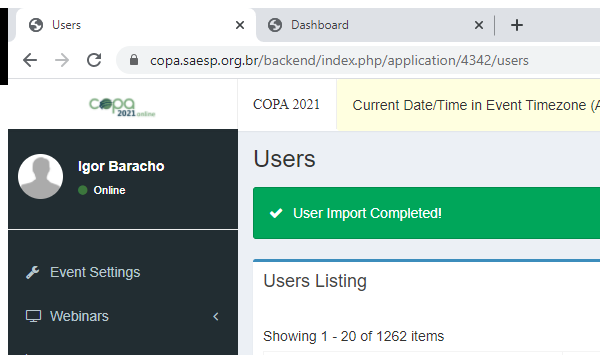 Users
Dashboard
copa.saesp.org.br/backend/index.php/application/4342/users
copa
2021 online
COPA 2021
Current Date/Time in Event Timezone (A
Igor Baracho
Online
Users
User Import Completed!
Event Settings
Users Listing
Webinars
Showing 1 - 20 of 1262 items